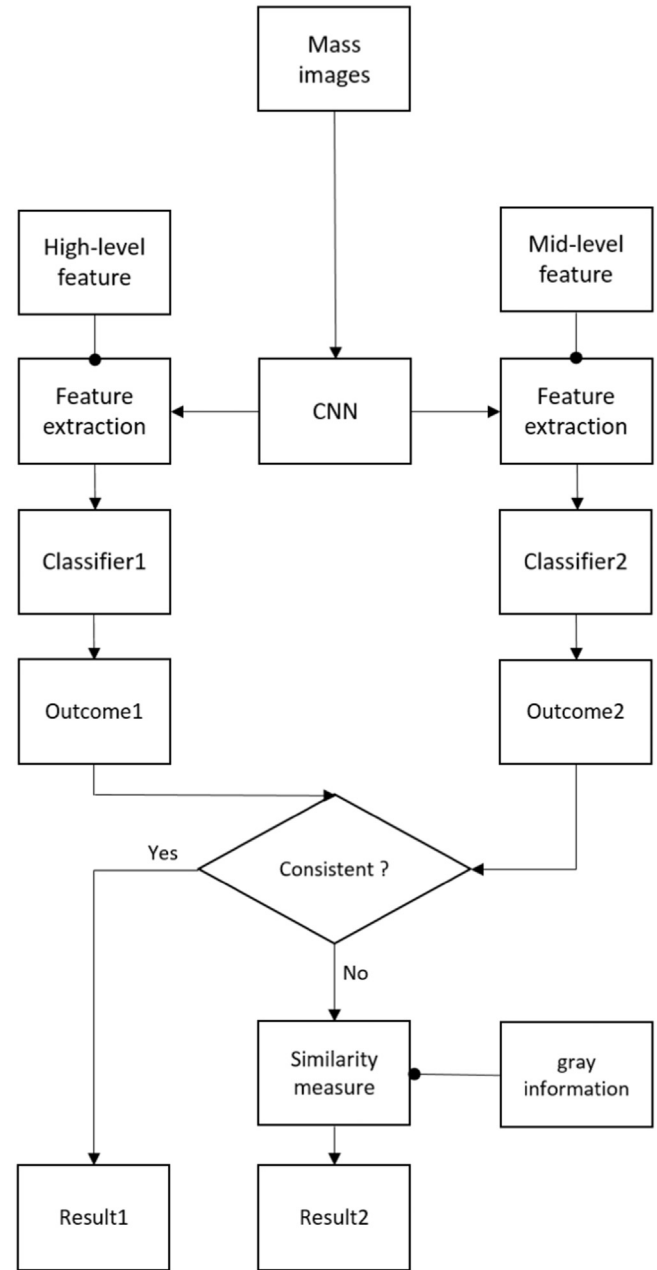 Mass
images
High-level
feature
Mid-level
feature
Feature
extraction
CNN
Feature
extraction
Classifier1
Classifier2
Outcome1
Outcome2
Yes
Consistent ?
No
Similarity
measure
gray
information
Result1
Result2